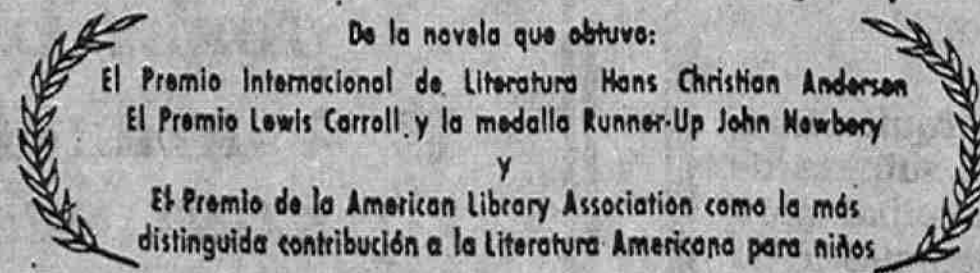 De la novela que obtuvo:
El Premio Internacional de Literatura Hans Christian Andersen
El Premio Lewis Carroll y la medalla Runner-Up John Newbery
y
El Premio de la American Library Association como la más
distinguida contribución a la Literatura Americana para niños